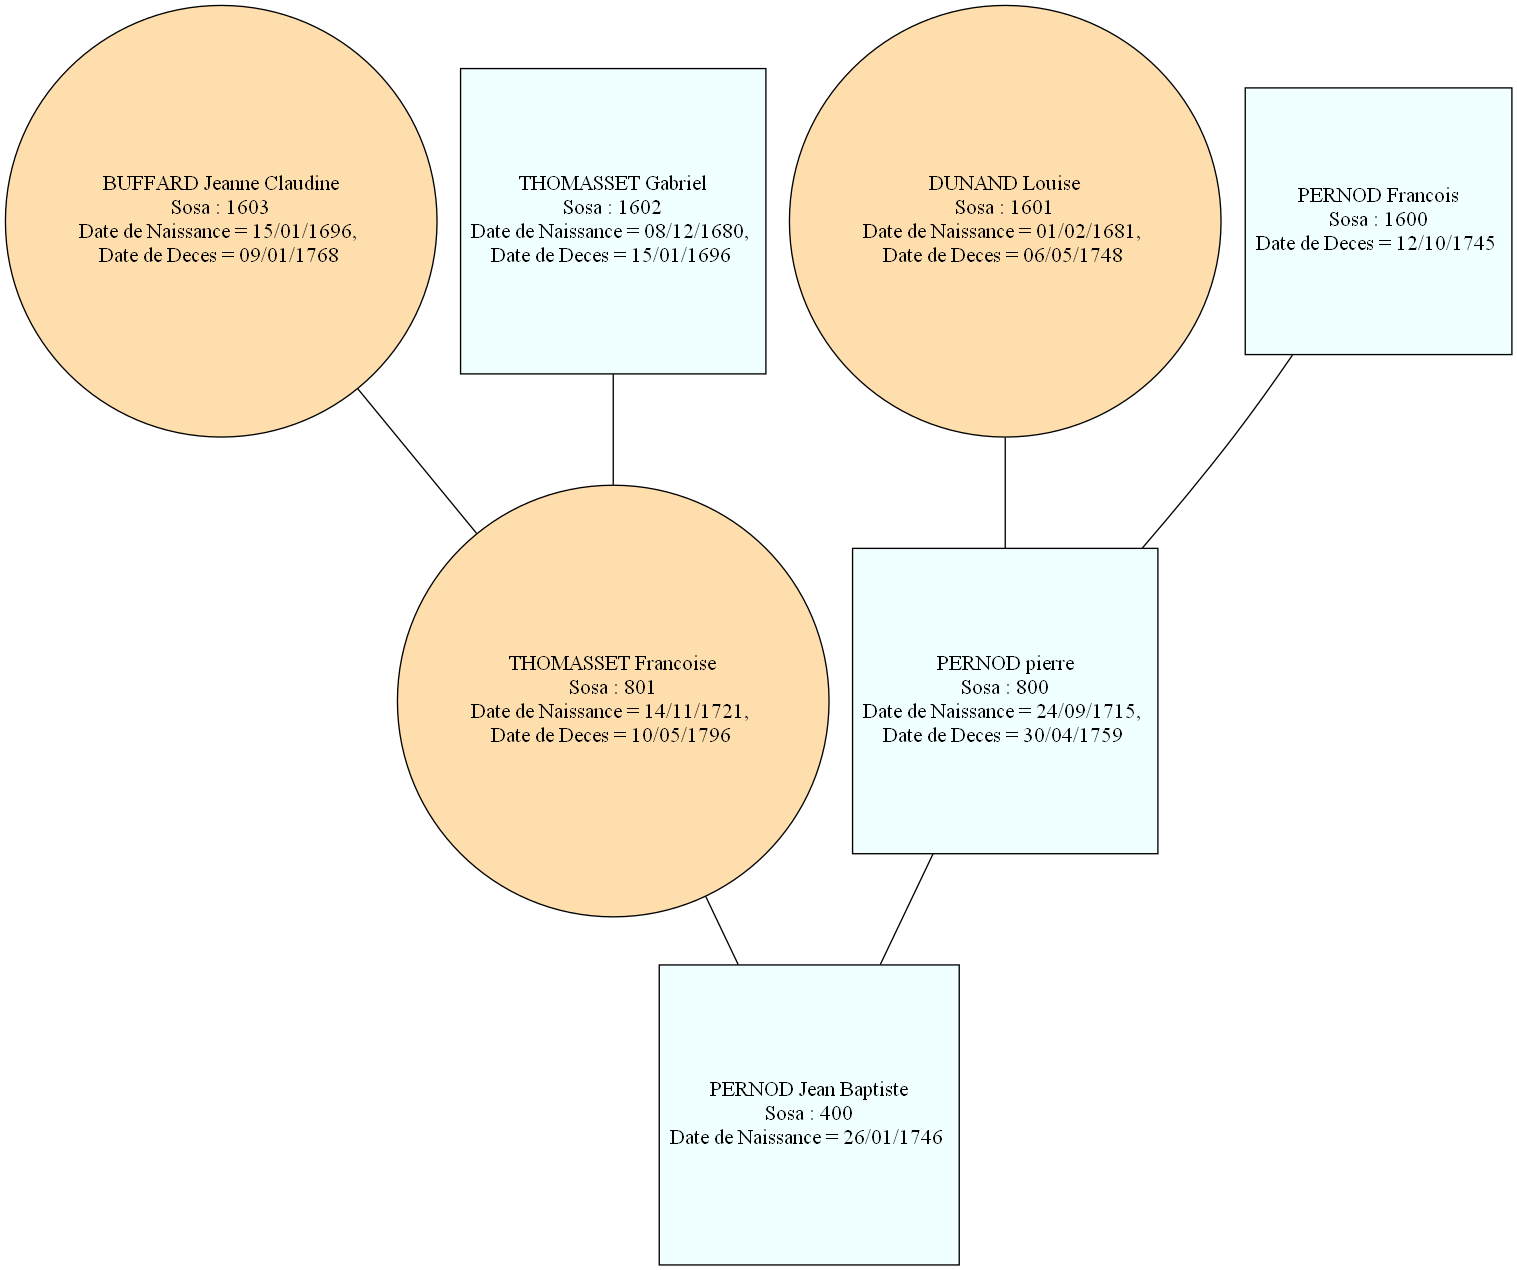 BUFFARD Jeanne Claudine
Sosa : 1603
Date de Naissance = 15/01/1696,
Date de Deces = 09/01/1768
THOMASSET Gabriel
Sosa : 1602
Date de Naissance = 08/12/1680,
Date de Deces = 15/01/1696
DUNAND Louise
Sosa : 1601
Date de Naissance = 01/02/1681,
Date de Deces = 06/05/1748
PERNOD Francois
Sosa : 1600
Date de Deces = 12/10/1745
THOMASSET Francoise
Sosa : 801
Date de Naissance = 14/11/1721,
Date de Deces = 10/05/1796
PERNOD pierre
Sosa : 800
Date de Naissance = 24/09/1715,
Date de Deces = 30/04/1759
PERNOD Jean Baptiste
Sosa : 400
Date de Naissance = 26/01/1746